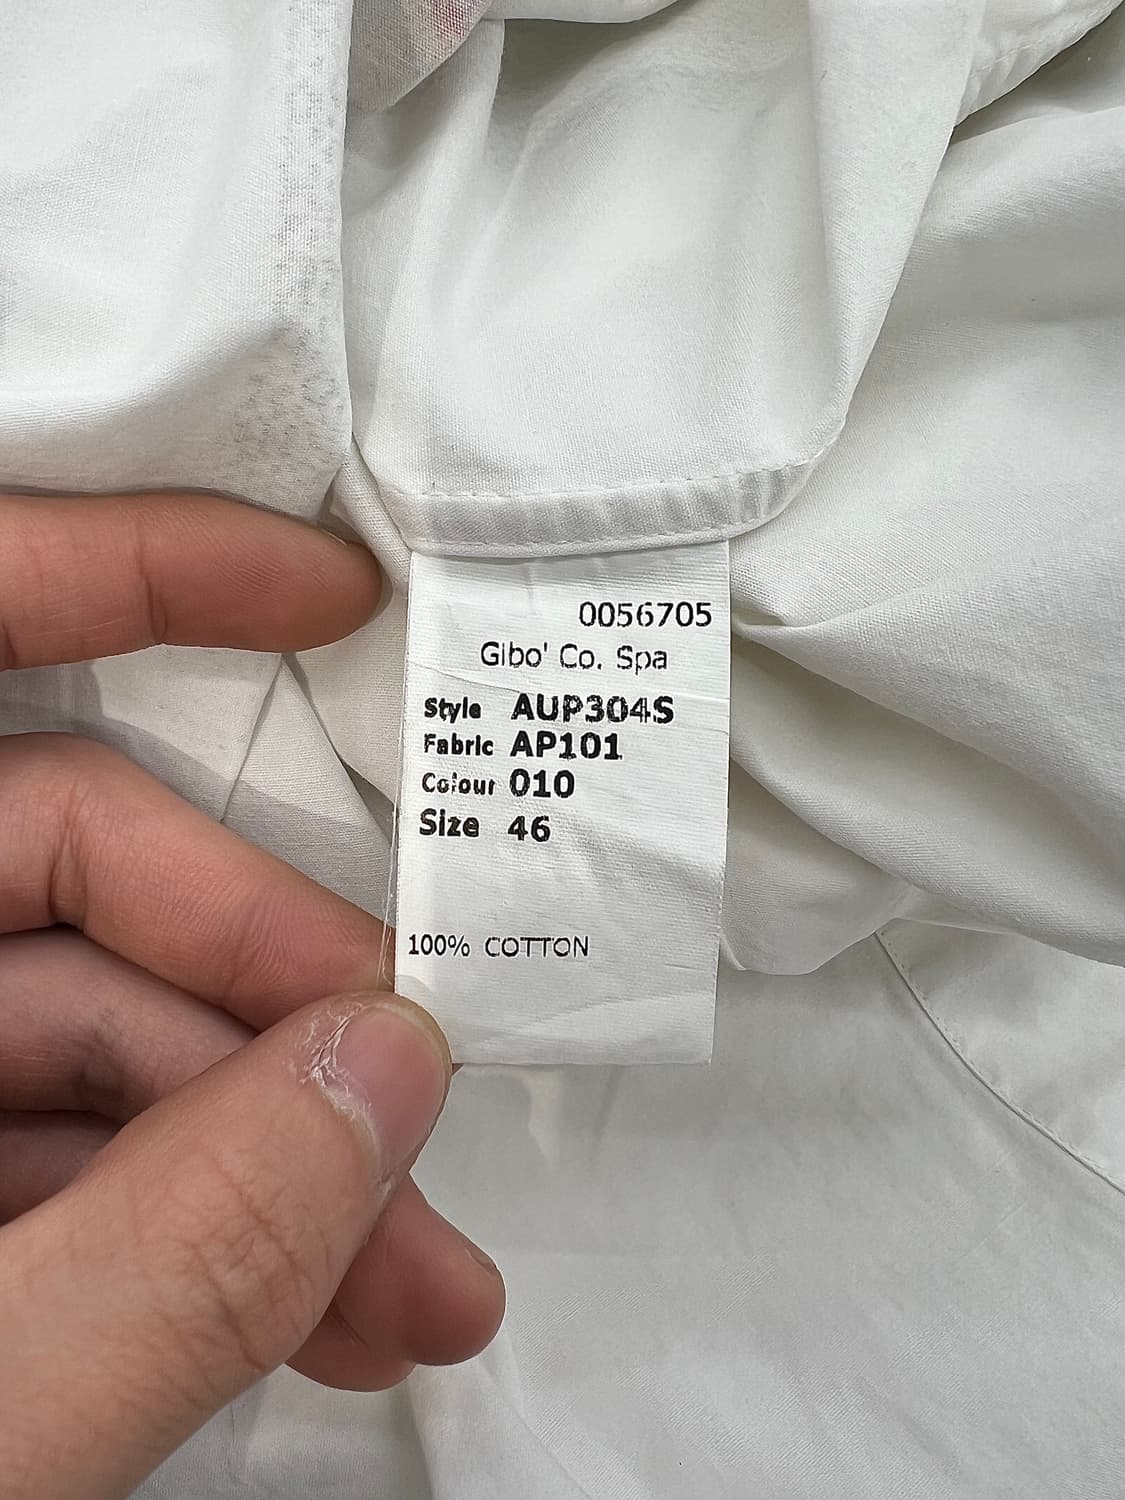 0056705
Gibo' Co. Spa
Style AUP304S
Fabric AP101
Colour 010
Size 46
100% COTTON